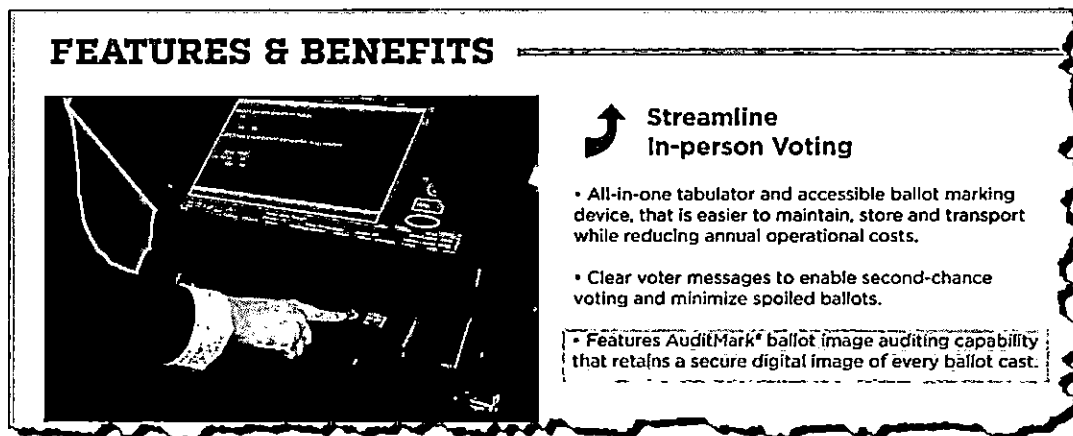 FEATURES & BENEFITS
Streamline
In-person Voting
• All-in-one tabulator and accessible ballot marking
device, that is easier to maintain, store and transport
while reducing annual operational costs.
• Clear voter messages to enable second-chance
voting and minimize spoiled ballots.
• Features AuditMark® ballot image auditing capability
that retains a secure digital image of every ballot cast.